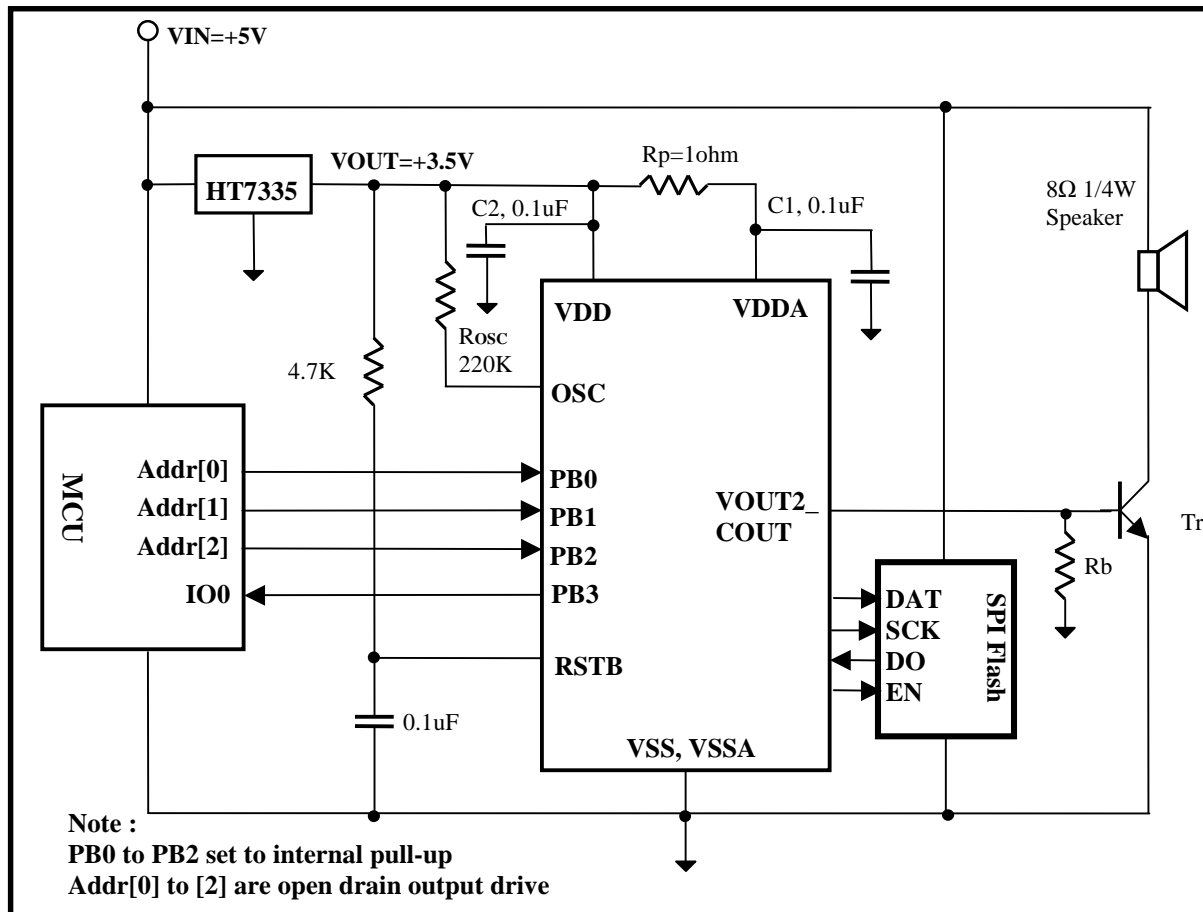 VIN=+5V
HT7335
VOUT=+3.5V
Rp=1ohm
C2, 0.1uF
C1, 0.1uF
8Ω 1/4W
Speaker
VDD
VDDA
Rosc
220K
4.7K
OSC
MCU
Addr[0]
Addr[1]
Addr[2]
IO0
PB0
PB1
PB2
PB3
RSTB
VOUT2_
COUT
Tr
Rb
DAT
SCK
DO
EN
SPI Flash
0.1uF
VSS, VSSA
Note :
PB0 to PB2 set to internal pull-up
Addr[0] to [2] are open drain output drive